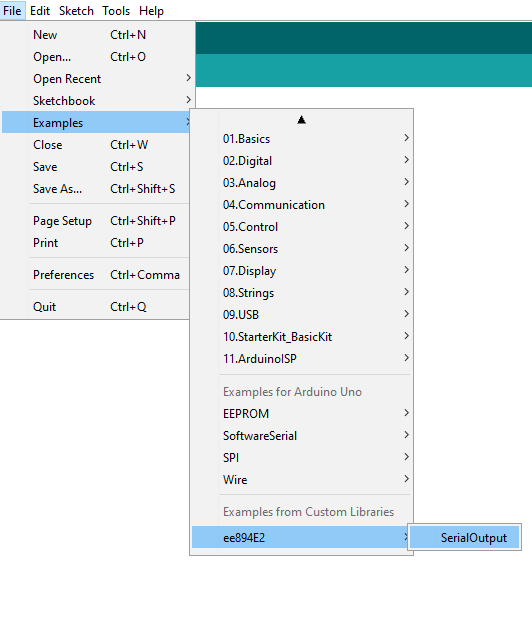 File Edit Sketch Tools Help
New Ctrl+N
Open... Ctrl+O
Open Recent
Sketchbook
Examples
Close Ctrl+W
Save Ctrl+S
Save As... Ctrl+Shift+S
Page Setup Ctrl+Shift+P
Print Ctrl+P
Preferences Ctrl+Comma
Quit Ctrl+Q
01.Basics
02.Digital
03.Analog
04.Communication
05.Control
06.Sensors
07.Display
08.Strings
09.USB
10.StarterKit_BasicKit
11.ArduinoISP
Examples for Arduino Uno
EEPROM
SoftwareSerial
SPI
Wire
Examples from Custom Libraries
ee894E2
SerialOutput